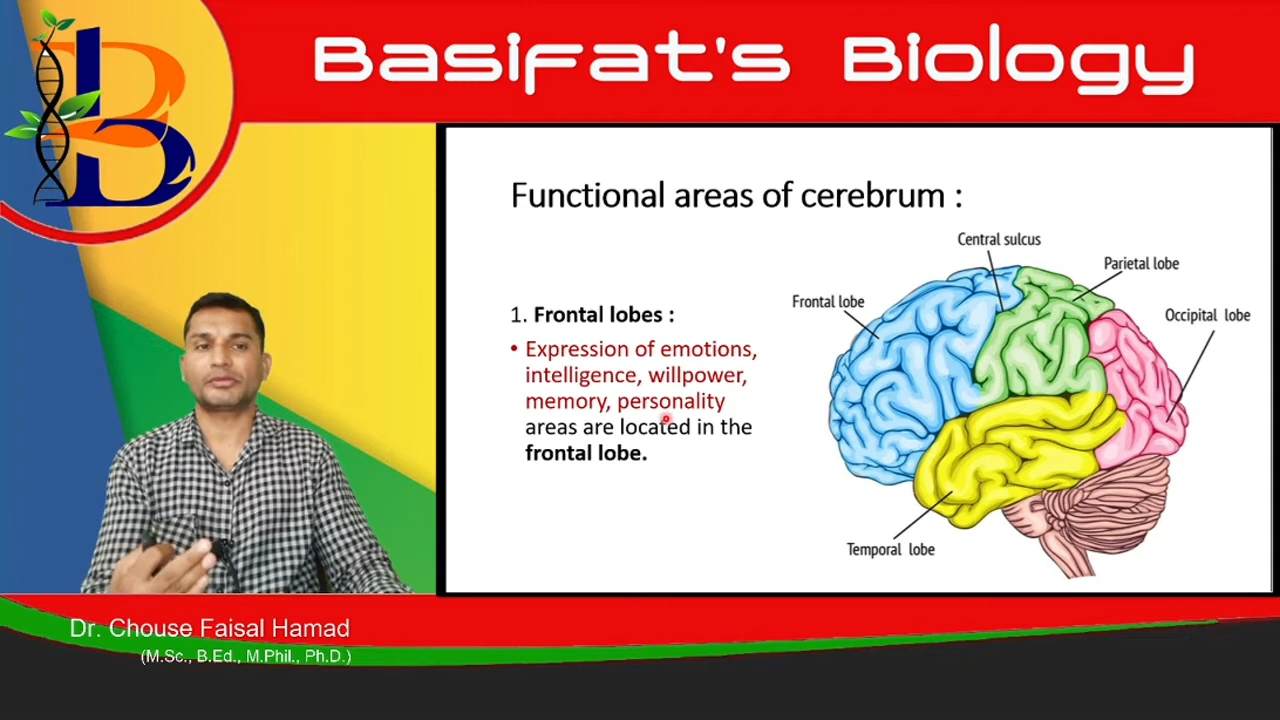 Basifat's Biology
Functional areas of cerebrum :
Central sulcus
Parietal lobe
Frontal lobe
Occipital lobe
1. Frontal lobes :
• Expression of emotions,
intelligence, willpower,
memory, personality
areas are located in the
frontal lobe.
Temporal lobe
Dr. Chouse Faisal Hamad
(M.Sc., B.Ed., M.Phil., Ph.D.)